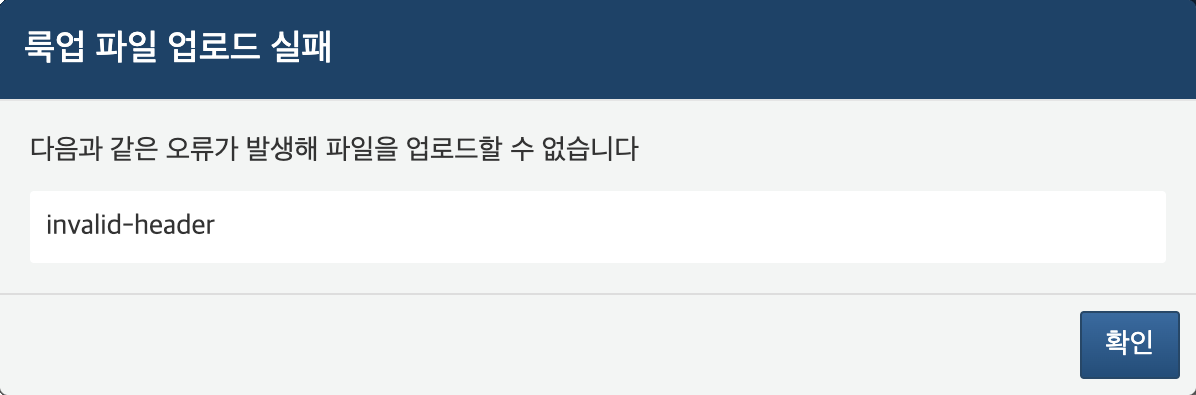 룩업 파일 업로드 실패
다음과 같은 오류가 발생해 파일을 업로드할 수 없습니다
invalid-header
확인